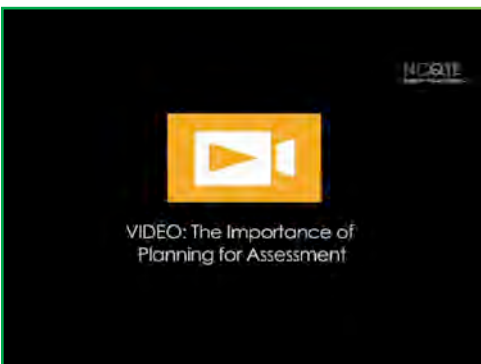 VIDEO: The Importance of
Planning for Assessment